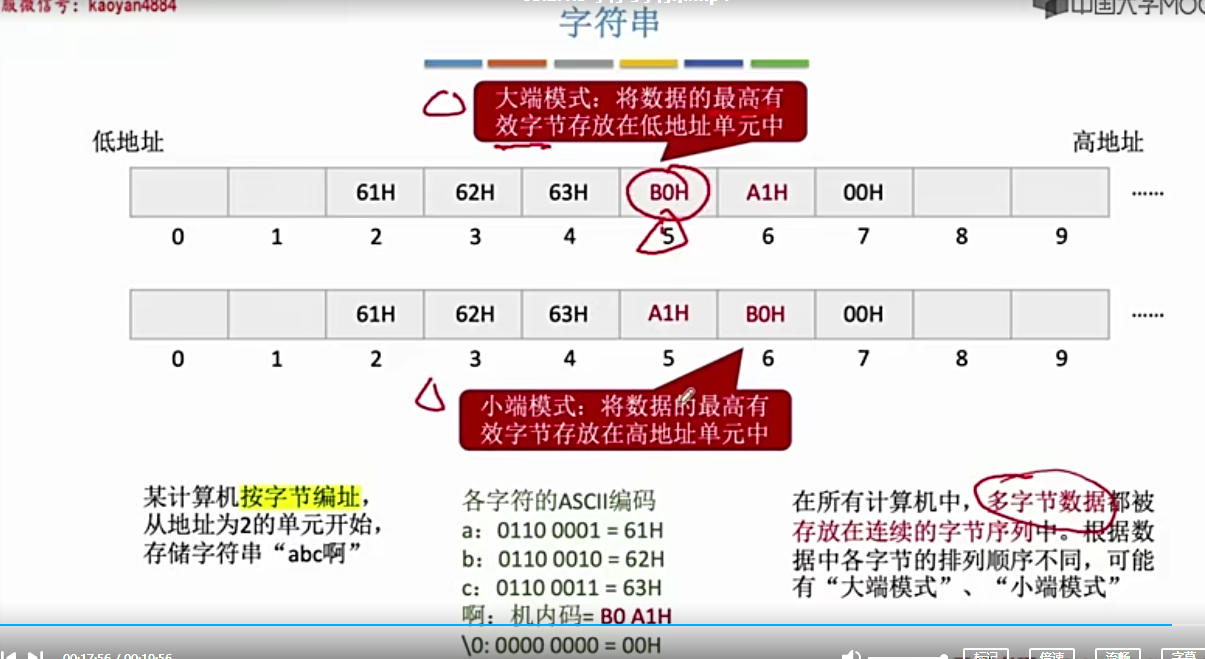 服微信号：kaoyan4884
中国大学MOO
字符串
大端模式：将数据的最高有
效字节存放在低地址单元中
低地址
高地址
61H 62H 63H B0H A1H 00H ······
0 1 2 3 4 5 6 7 8 9
61H 62H 63H A1H B0H 00H ······
0 1 2 3 4 5 6 7 8 9
小端模式：将数据的最高有
效字节存放在高地址单元中
某计算机按字节编址，
从地址为2的单元开始，
存储字符串“abc啊”
各字符的ASCII编码
a：0110 0001 = 61H
b：0110 0010 = 62H
c：0110 0011 = 63H
啊：机内码= B0 A1H
\0: 0000 0000 = 00H
在所有计算机中，多字节数据都被
存放在连续的字节序列中。根据数
据中各字节的排列顺序不同，可能
有“大端模式”、“小端模式”
00:17:56 / 00:19:56
标记 倍速 流畅 字幕